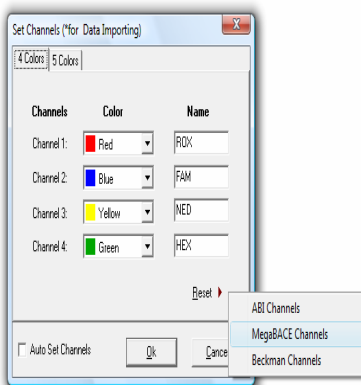 Set Channels (*for Data Importing)
4 Colors 5 Colors
Channels Color Name
Channel 1: Red ROX
Channel 2: Blue FAM
Channel 3: Yellow NED
Channel 4: Green HEX
Reset
ABI Channels
MegaBACE Channels
Beckman Channels
Auto Set Channels Ok Cance